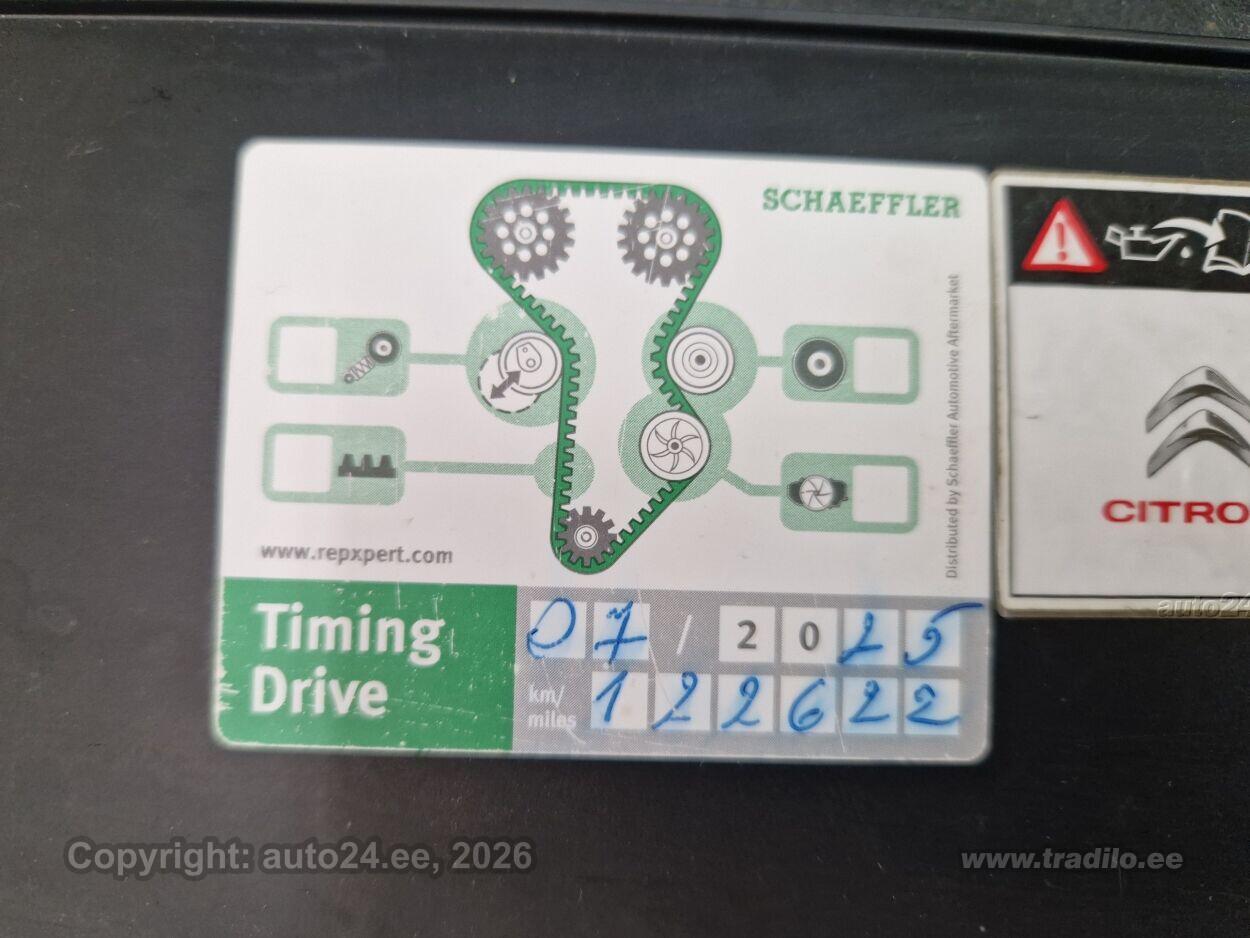 SCHAEFFLER
Distributed by Schaeffler Automotive Aftermarket
www.repxpert.com
Timing
Drive
07 / 2025
km/
miles
122622
CITRO
auto24
Copyright: auto24.ee, 2026
www.tradilo.ee